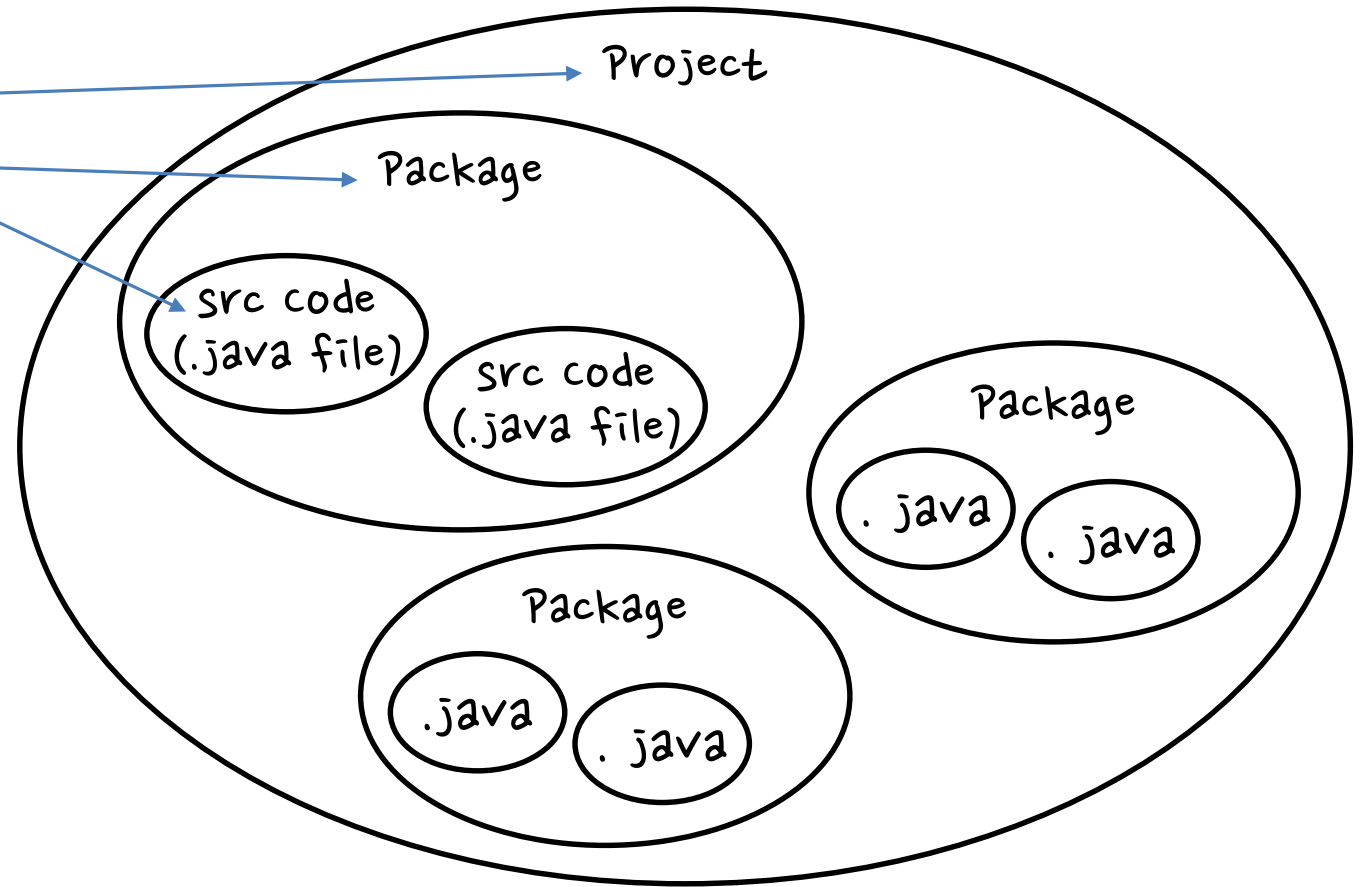 Project
Package
src code
(.java file)
src code
(.java file)
Package
. java
. java
Package
.java
. java